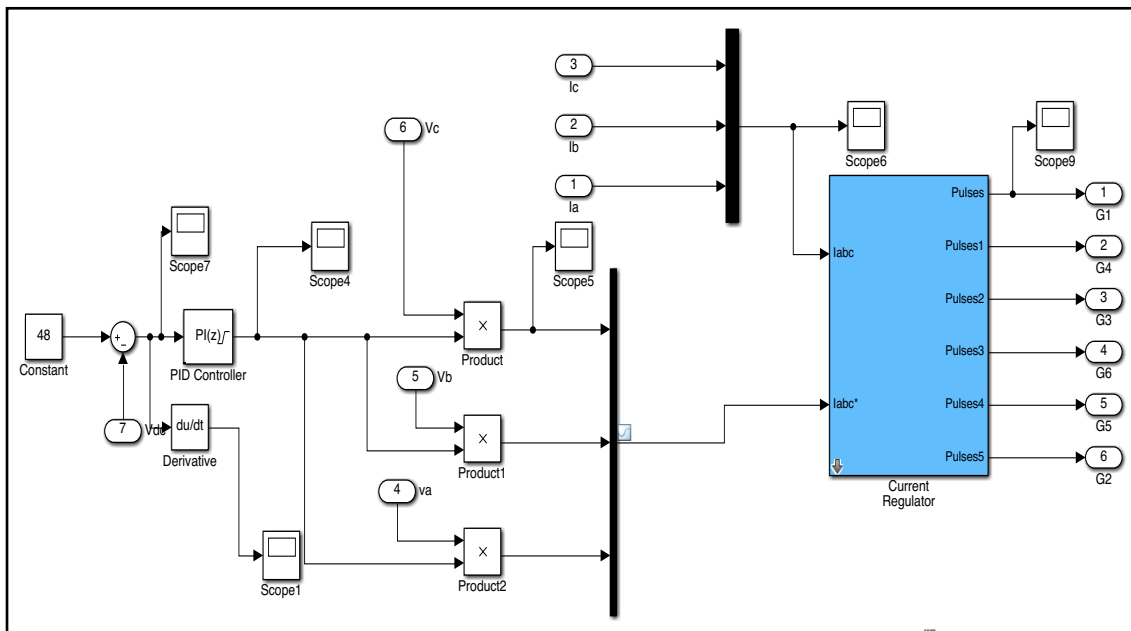 3
Ic
6
Vc
2
Ib
Scope6
Scope9
1
Ia
Pulses
1
G1
Scope7
Scope4
Scope5
Iabc
Pulses1
2
G4
Pulses2
3
G3
48
Constant
+
−
PI(z)
PID Controller
×
Product
Pulses3
4
G6
5
Vb
Iabc*
Pulses4
5
G5
7
Vdc
du/dt
Derivative
×
Product1
Pulses5
6
G2
4
va
Current
Regulator
×
Product2
Scope1